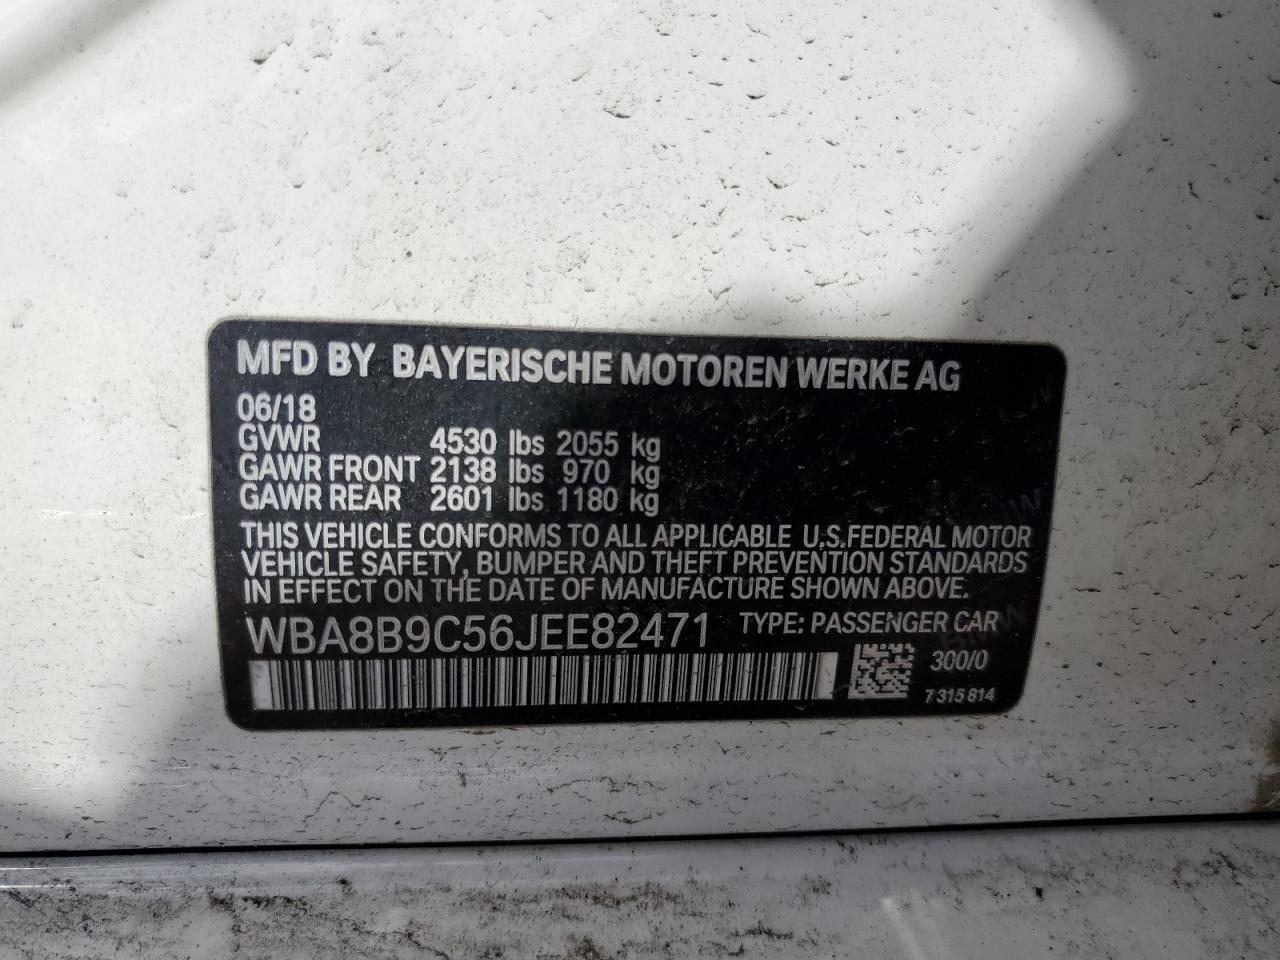 MFD BY BAYERISCHE MOTOREN WERKE AG
06/18
GVWR 4530 lbs 2055 kg
GAWR FRONT 2138 lbs 970 kg
GAWR REAR 2601 lbs 1180 kg
THIS VEHICLE CONFORMS TO ALL APPLICABLE U.S.FEDERAL MOTOR
VEHICLE SAFETY, BUMPER AND THEFT PREVENTION STANDARDS
IN EFFECT ON THE DATE OF MANUFACTURE SHOWN ABOVE.
WBA8B9C56JEE82471 TYPE: PASSENGER CAR
300/0
7 315 814